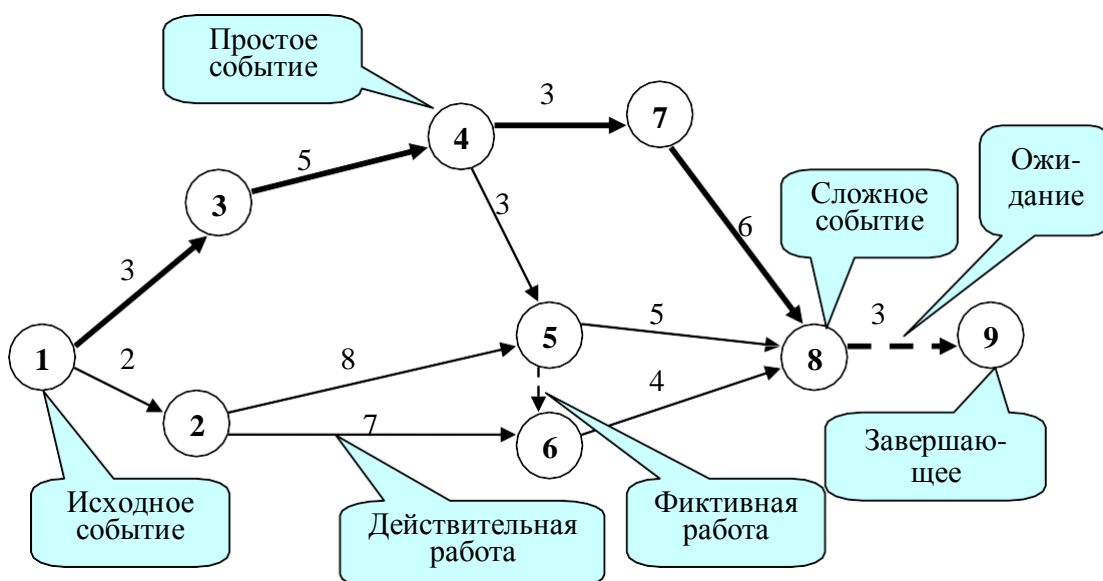 Простое
событие
3
7
4
5
Ожи-
дание
3
Сложное
событие
3
6
3
5
5
3
9
1
2
8
8
4
2
7
6
Завершаю-
щее
Исходное
событие
Действительная
работа
Фиктивная
работа